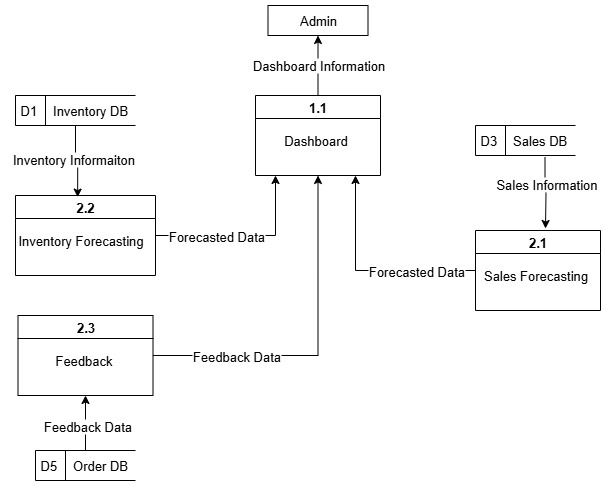 Admin
Dashboard Information
1.1
Dashboard
D1 Inventory DB
Inventory Informaiton
2.2
Inventory Forecasting
Forecasted Data
D3 Sales DB
Sales Information
2.1
Sales Forecasting
Forecasted Data
2.3
Feedback
Feedback Data
Feedback Data
D5 Order DB